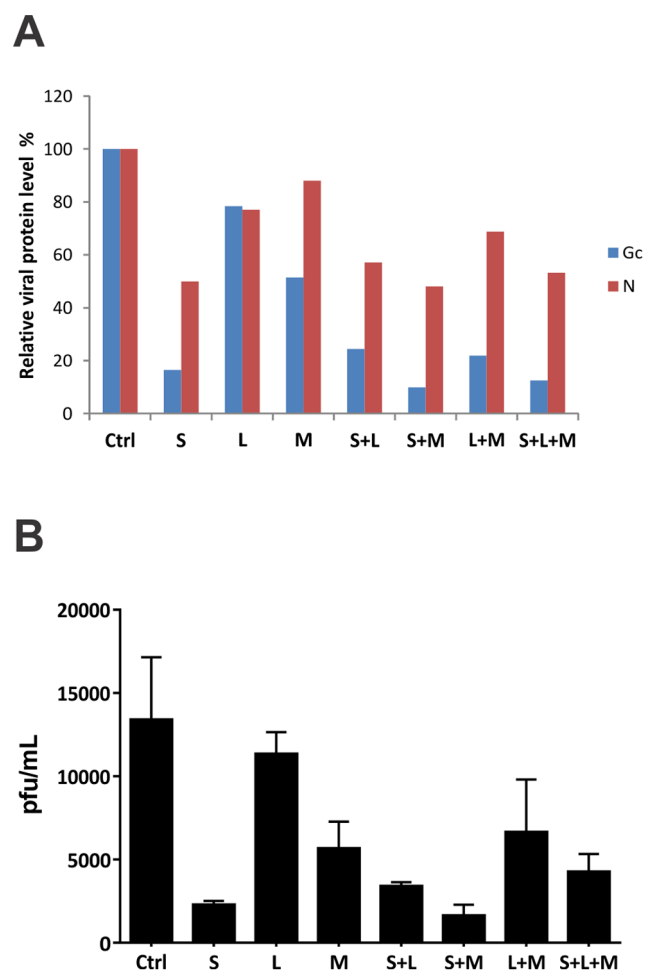 A
Relative viral protein level %
120
100
80
60
40
20
0
Ctrl S L M S+L S+M L+M S+L+M
Gc
N
B
pfu/mL
20000
15000
10000
5000
0
Ctrl S L M S+L S+M L+M S+L+M